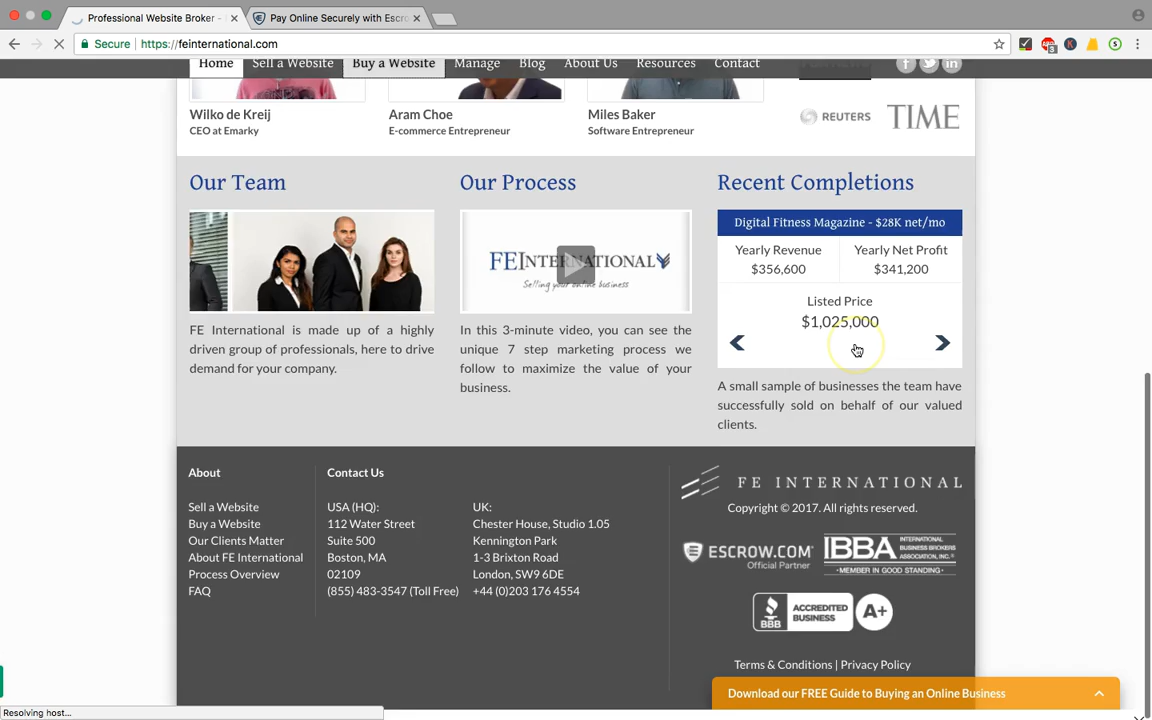 Professional Website Broker -
Pay Online Securely with Escro
Secure
https://feinternational.com
3
Home
Sell a Website
Buy a Website
Manage
Blog
About Us
Resources
Contact
Wilko de Kreij
CEO at Emarky
Aram Choe
E-commerce Entrepreneur
Miles Baker
Software Entrepreneur
REUTERS
TIME
Our Team
FE International is made up of a highly
driven group of professionals, here to drive
demand for your company.
Our Process
FEINTERNATIONAL
Selling your online business
In this 3-minute video, you can see the
unique 7 step marketing process we
follow to maximize the value of your
business.
Recent Completions
Digital Fitness Magazine - $28K net/mo
Yearly Revenue
$356,600
Yearly Net Profit
$341,200
Listed Price
$1,025,000
A small sample of businesses the team have
successfully sold on behalf of our valued
clients.
About
Sell a Website
Buy a Website
Our Clients Matter
About FE International
Process Overview
FAQ
Contact Us
USA (HQ):
112 Water Street
Suite 500
Boston, MA
02109
(855) 483-3547 (Toll Free)
UK:
Chester House, Studio 1.05
Kennington Park
1-3 Brixton Road
London, SW9 6DE
+44 (0)203 176 4554
FE INTERNATIONAL
Copyright © 2017. All rights reserved.
ESCROW.COM
Official Partner
IBBA
INTERNATIONAL
BUSINESS BROKERS
ASSOCIATION, INC.
MEMBER IN GOOD STANDING
BBB
ACCREDITED
BUSINESS
A+
Terms & Conditions | Privacy Policy
Download our FREE Guide to Buying an Online Business
Resolving host...